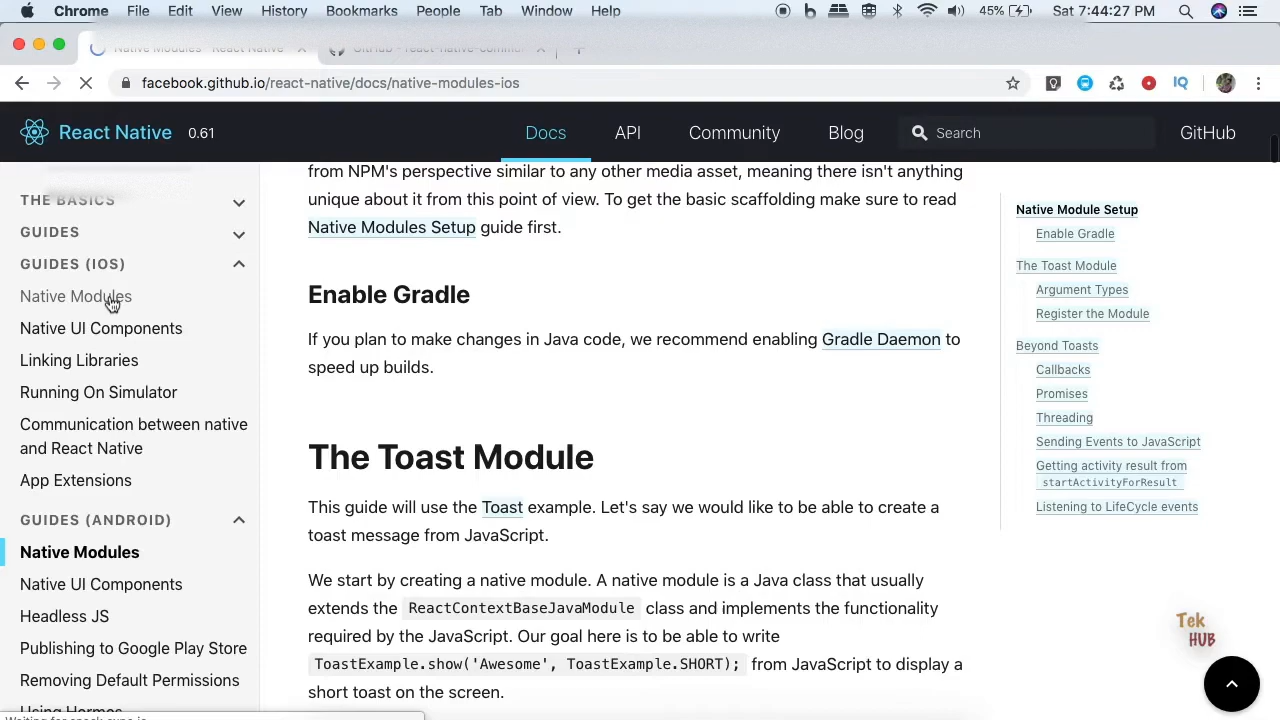 Chrome File Edit View History Bookmarks People Tab Window Help 45% Sat 7:44:27 PM
Native Modules · React Native
GitHub - react-native-commu
facebook.github.io/react-native/docs/native-modules-ios
React Native 0.61 Docs API Community Blog Search GitHub
THE BASICS
GUIDES
GUIDES (IOS)
Native Modules
Native UI Components
Linking Libraries
Running On Simulator
Communication between native
and React Native
App Extensions
GUIDES (ANDROID)
Native Modules
Native UI Components
Headless JS
Publishing to Google Play Store
Removing Default Permissions
Using Hermes
from NPM's perspective similar to any other media asset, meaning there isn't anything
unique about it from this point of view. To get the basic scaffolding make sure to read
Native Modules Setup guide first.
Enable Gradle
If you plan to make changes in Java code, we recommend enabling Gradle Daemon to
speed up builds.
The Toast Module
This guide will use the Toast example. Let's say we would like to be able to create a
toast message from JavaScript.
We start by creating a native module. A native module is a Java class that usually
extends the ReactContextBaseJavaModule class and implements the functionality
required by the JavaScript. Our goal here is to be able to write
ToastExample.show('Awesome', ToastExample.SHORT); from JavaScript to display a
short toast on the screen.
Native Module Setup
Enable Gradle
The Toast Module
Argument Types
Register the Module
Beyond Toasts
Callbacks
Promises
Threading
Sending Events to JavaScript
Getting activity result from
startActivityForResult
Listening to LifeCycle events
Tek
HUB